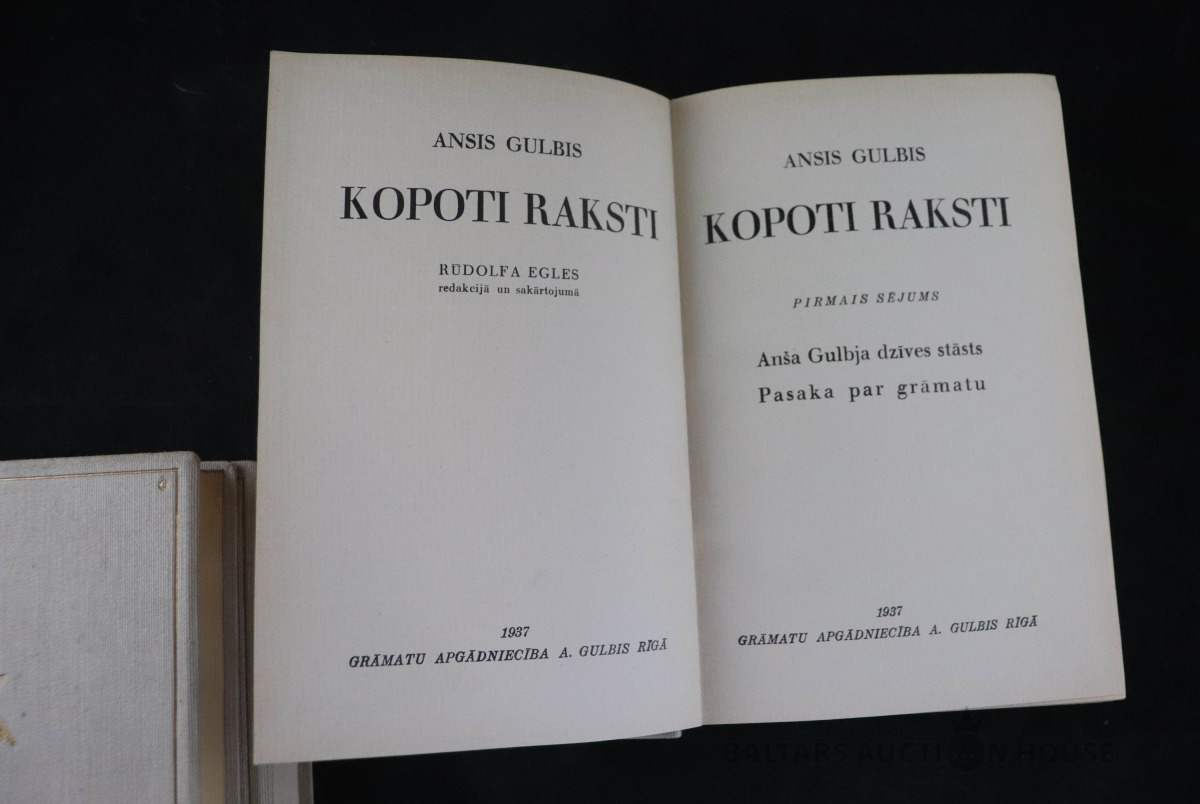 ANSIS GULBIS
KOPOTI RAKSTI
RŪDOLFA EGLES
redakcijā un sakārtojumā
1937
GRĀMATU APGĀDNIECĪBA A. GULBIS RĪGĀ
ANSIS GULBIS
KOPOTI RAKSTI
PIRMAIS SĒJUMS
Anša Gulbja dzīves stāsts
Pasaka par grāmatu
1937
GRĀMATU APGĀDNIECĪBA A. GULBIS RĪGĀ
BALTARS AUCTION HOUSE